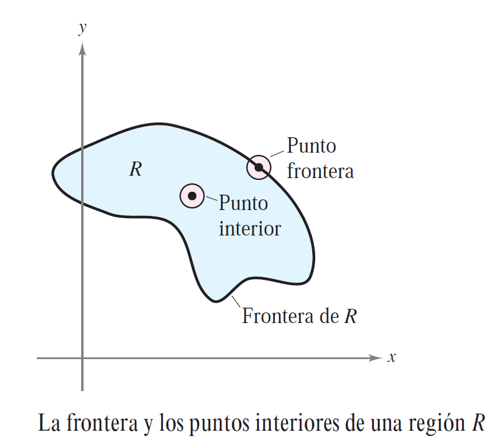 y
R
Punto
frontera
Punto
interior
Frontera de R
x
La frontera y los puntos interiores de una región R